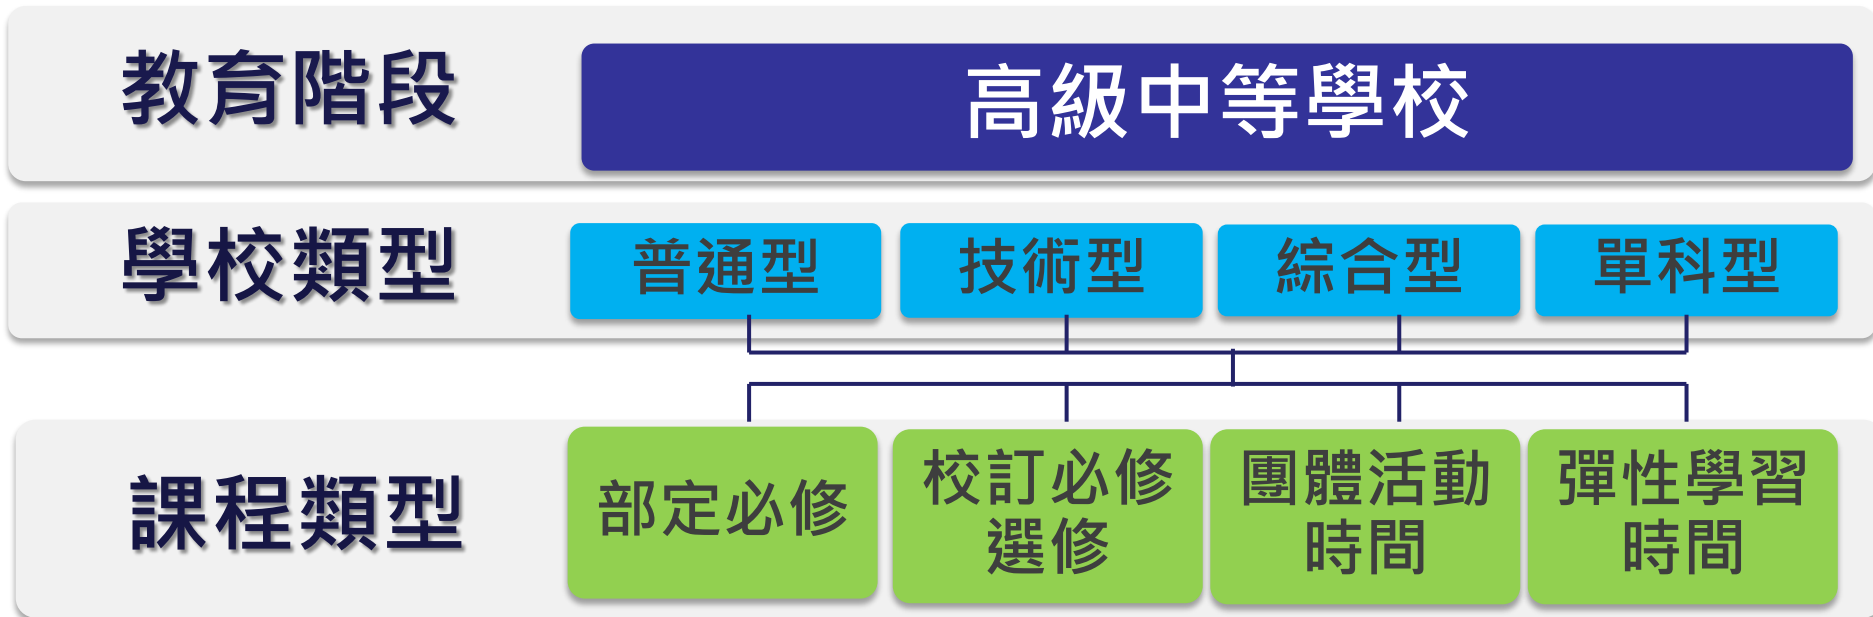 教育階段
高級中等學校
學校類型
普通型
技術型
綜合型
單科型
課程類型
部定必修
校訂必修
選修
團體活動
時間
彈性學習
時間